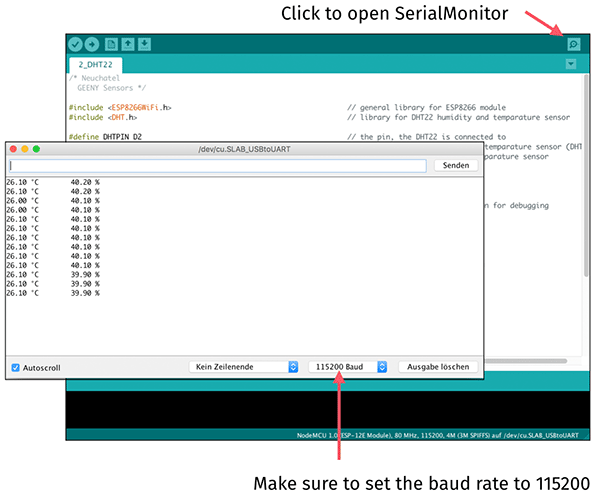 Click to open SerialMonitor
2_DHT22
/* Neuchatel
GEENY Sensors */
#include <ESP8266WiFi.h> // general library for ESP8266 module
#include <DHT.h> // library for DHT22 humidity and temparature sensor
#define DHTPIN D2 // the pin, the DHT22 is connected to
temparature sensor (DHT
parature sensor
n for debugging
/dev/cu.SLAB_USBtoUART
Senden
26.10 °C 40.20 %
26.10 °C 40.20 %
26.00 °C 40.10 %
26.00 °C 40.10 %
26.10 °C 40.10 %
26.10 °C 40.10 %
26.10 °C 40.10 %
26.10 °C 40.10 %
26.10 °C 40.10 %
26.10 °C 39.90 %
26.10 °C 39.90 %
26.10 °C 39.90 %
Autoscroll
Kein Zeilenende
115200 Baud
Ausgabe löschen
NodeMCU 1.0 (ESP-12E Module), 80 MHz, 115200, 4M (3M SPIFFS) auf /dev/cu.SLAB_USBtoUART
Make sure to set the baud rate to 115200